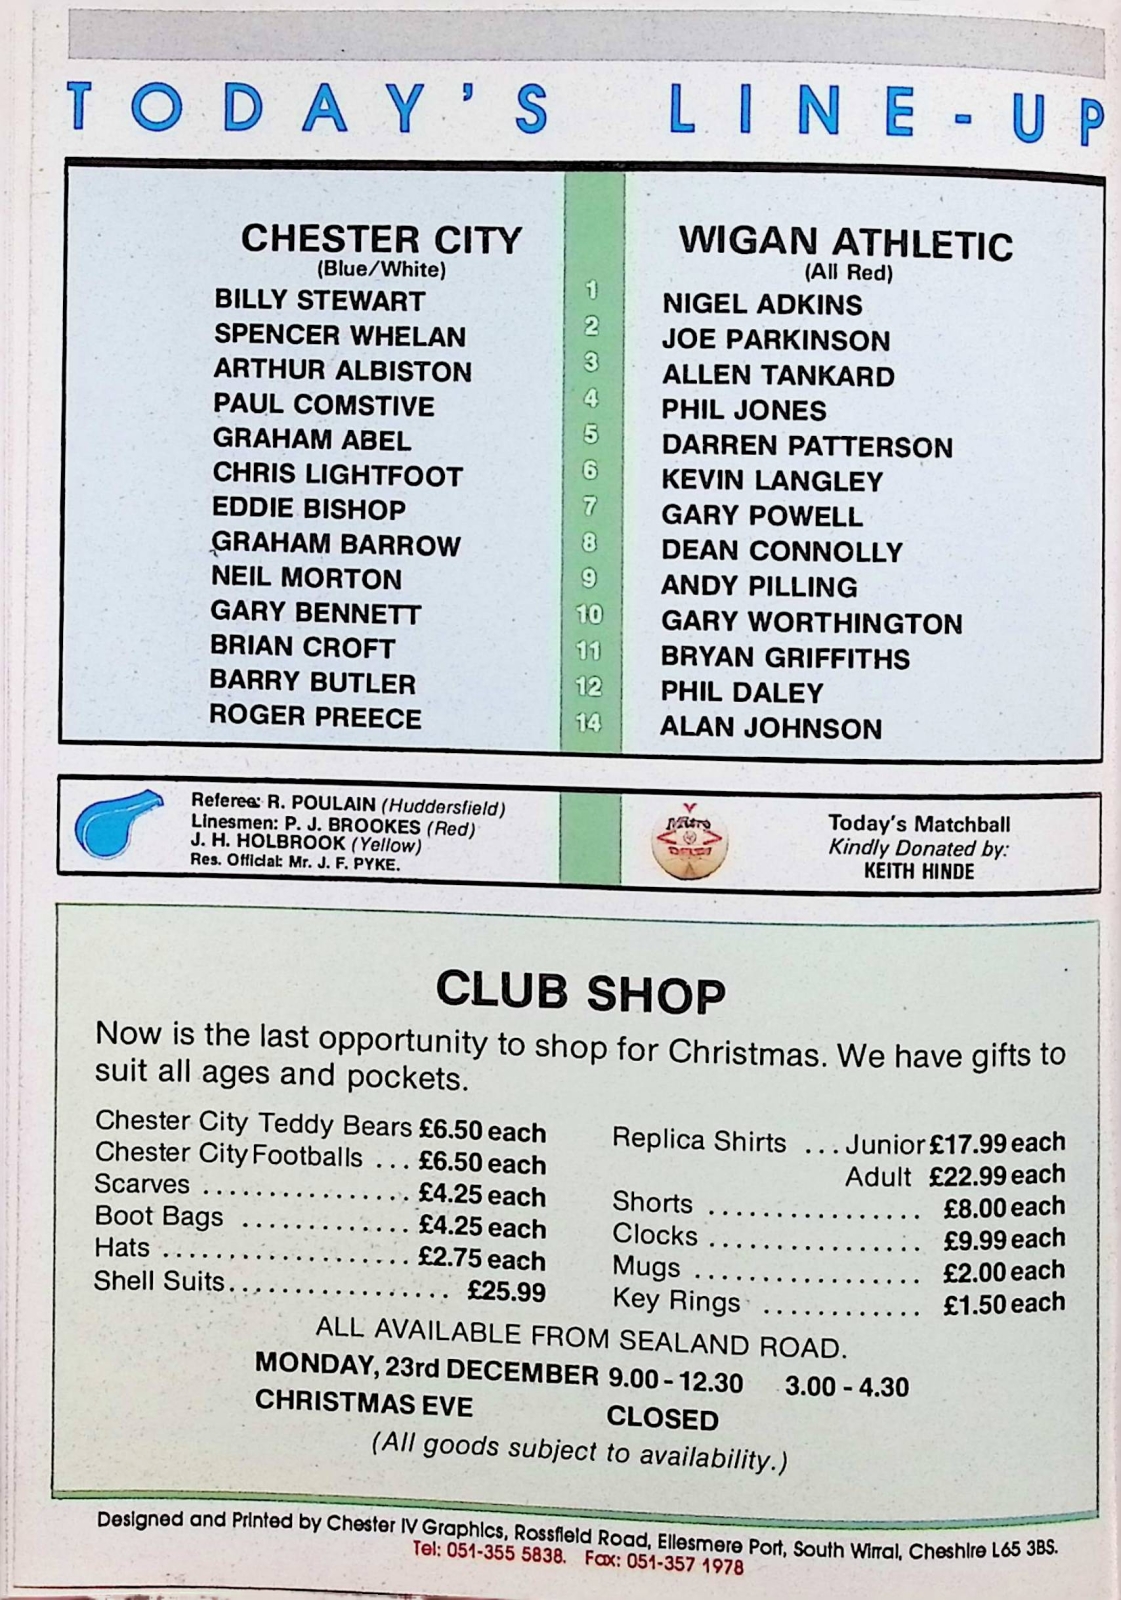 TODAY'S LINE-UP
CHESTER CITY
(Blue/White)
BILLY STEWART
SPENCER WHELAN
ARTHUR ALBISTON
PAUL COMSTIVE
GRAHAM ABEL
CHRIS LIGHTFOOT
EDDIE BISHOP
GRAHAM BARROW
NEIL MORTON
GARY BENNETT
BRIAN CROFT
BARRY BUTLER
ROGER PREECE
1
2
3
4
5
6
7
8
9
10
11
12
14
WIGAN ATHLETIC
(All Red)
NIGEL ADKINS
JOE PARKINSON
ALLEN TANKARD
PHIL JONES
DARREN PATTERSON
KEVIN LANGLEY
GARY POWELL
DEAN CONNOLLY
ANDY PILLING
GARY WORTHINGTON
BRYAN GRIFFITHS
PHIL DALEY
ALAN JOHNSON
Referee: R. POULAIN (Huddersfield)
Linesmen: P. J. BROOKES (Red)
J. H. HOLBROOK (Yellow)
Res. Official: Mr. J. F. PYKE.
Mitre
Today's Matchball
Kindly Donated by:
KEITH HINDE
CLUB SHOP
Now is the last opportunity to shop for Christmas. We have gifts to
suit all ages and pockets.
Chester City Teddy Bears £6.50 each
Chester City Footballs ... £6.50 each
Scarves ................ £4.25 each
Boot Bags ............. £4.25 each
Hats ................... £2.75 each
Shell Suits................. £25.99
Replica Shirts ... Junior £17.99 each
Adult £22.99 each
Shorts ................ £8.00 each
Clocks ................ £9.99 each
Mugs ................. £2.00 each
Key Rings ............ £1.50 each
ALL AVAILABLE FROM SEALAND ROAD.
MONDAY, 23rd DECEMBER 9.00 - 12.30 3.00 - 4.30
CHRISTMAS EVE CLOSED
(All goods subject to availability.)
Designed and Printed by Chester IV Graphics, Rossfield Road, Ellesmere Port, South Wirral, Cheshire L65 3BS.
Tel: 051-355 5838. Fax: 051-357 1978